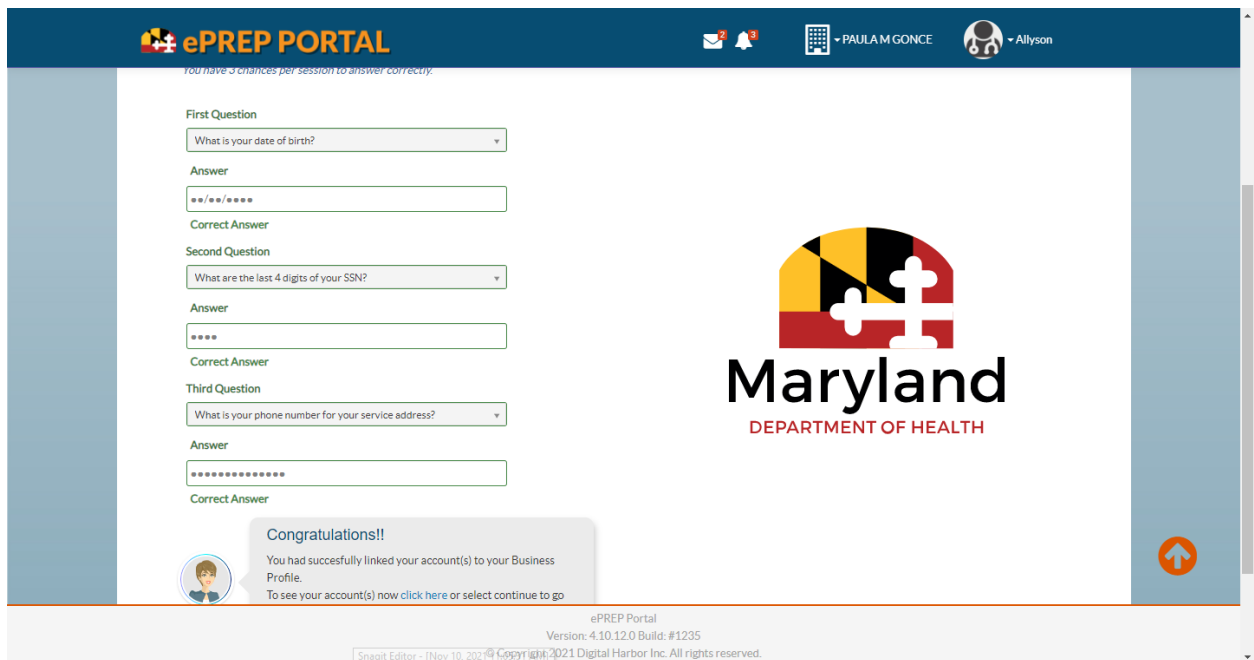 ePREP PORTAL
2
3
PAULA M GONCE
Allyson
You have 3 chances per session to answer correctly.
First Question
What is your date of birth?
Answer
••/••/••••
Correct Answer
Second Question
What are the last 4 digits of your SSN?
Answer
••••
Correct Answer
Third Question
What is your phone number for your service address?
Answer
••••••••••••••
Correct Answer
Maryland
DEPARTMENT OF HEALTH
Congratulations!!
You had succesfully linked your account(s) to your Business
Profile.
To see your account(s) now click here or select continue to go
ePREP Portal
Version: 4.10.12.0 Build: #1235
© Copyright 2021 Digital Harbor Inc. All rights reserved.
Snagit Editor - [Nov 10, 2021